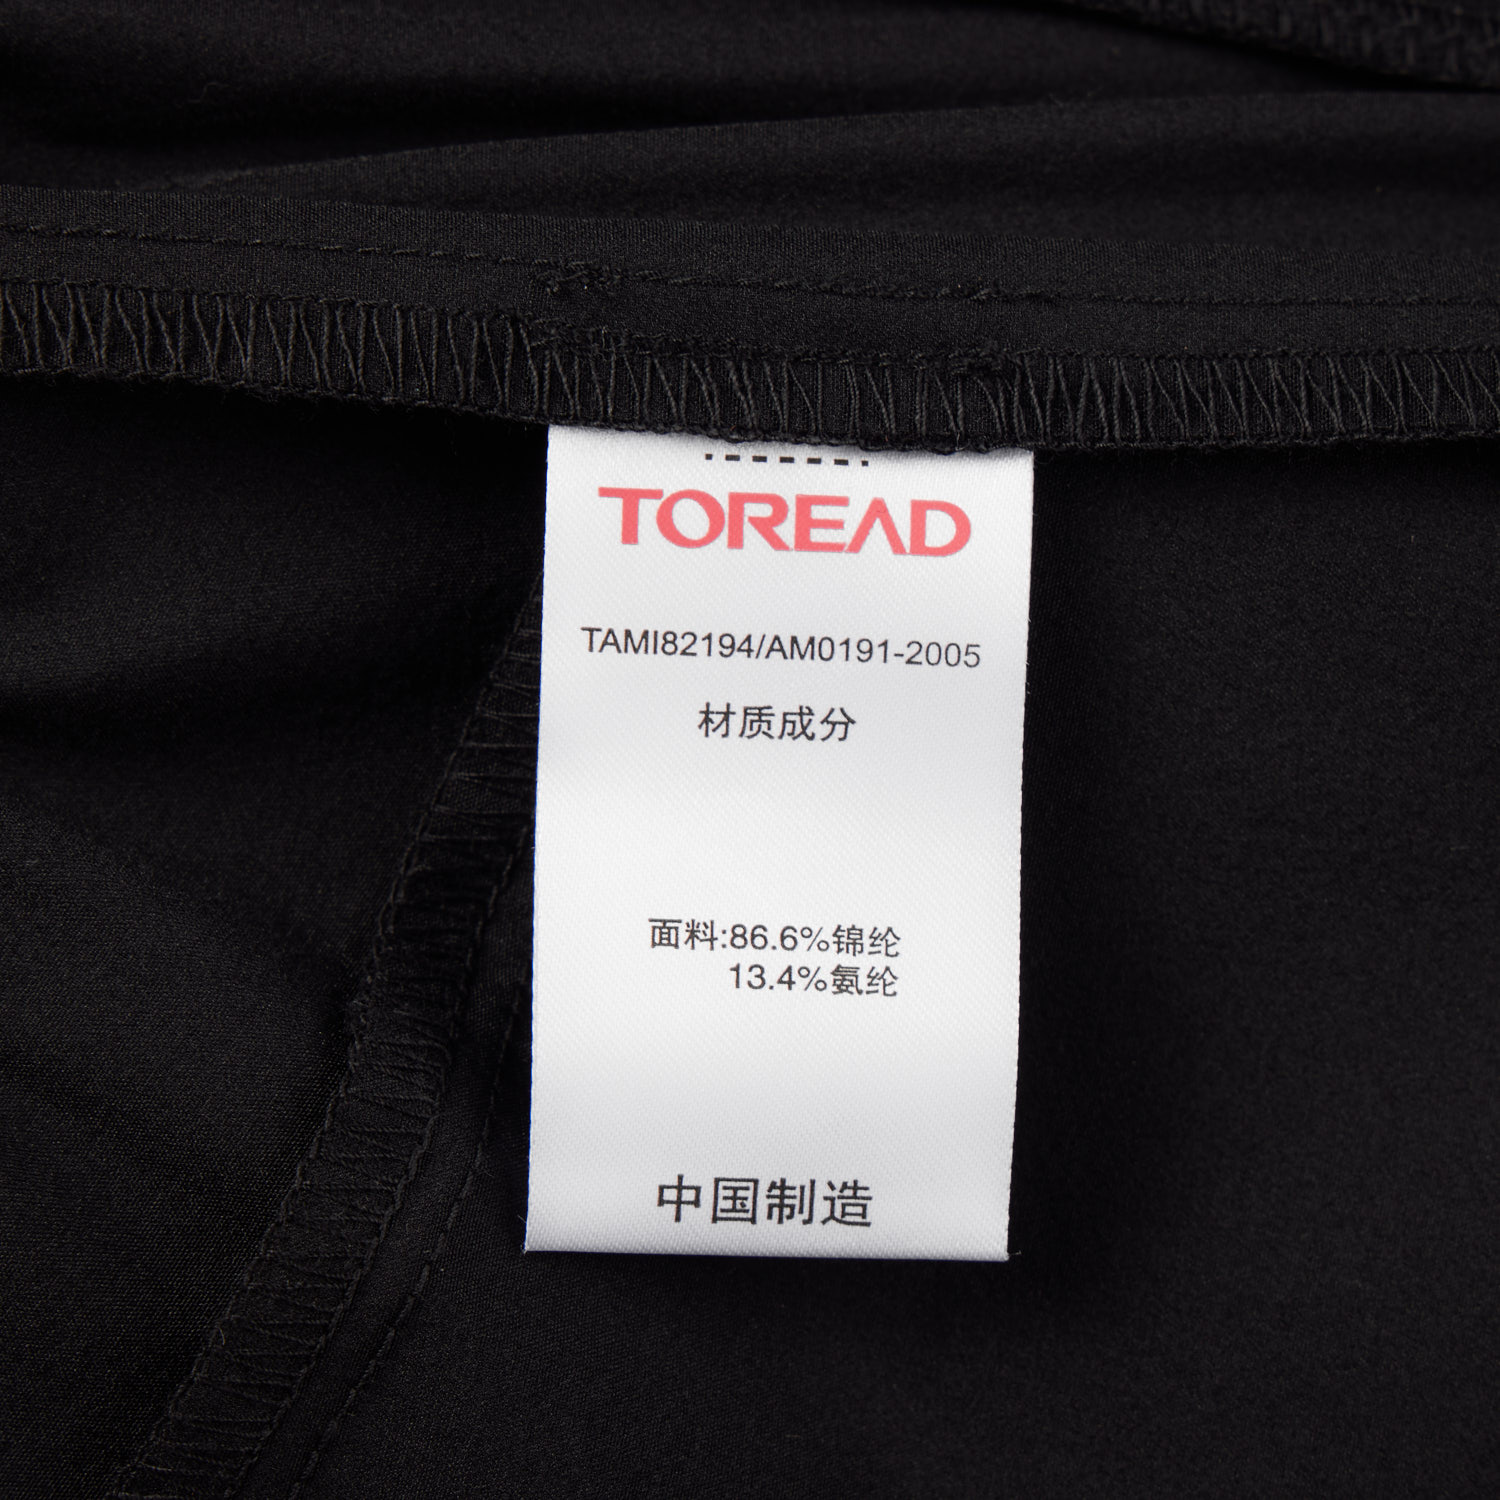 TOREAD
TAMI82194/AM0191-2005
材质成分
面料:86.6%锦纶
13.4%氨纶
中国制造